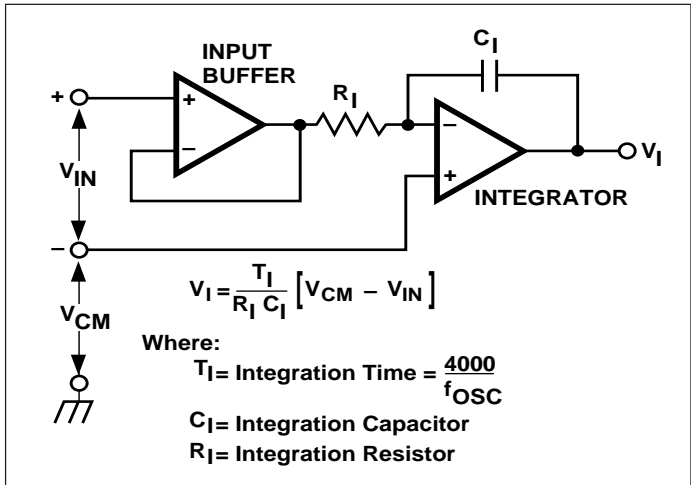 INPUT
BUFFER
C_I
R_I
+
+
−
−
V_I
V_IN
+
INTEGRATOR
−
V_I = T_I / (R_I C_I) [V_CM − V_IN]
V_CM
Where:
T_I = Integration Time = 4000 / f_OSC
C_I = Integration Capacitor
R_I = Integration Resistor